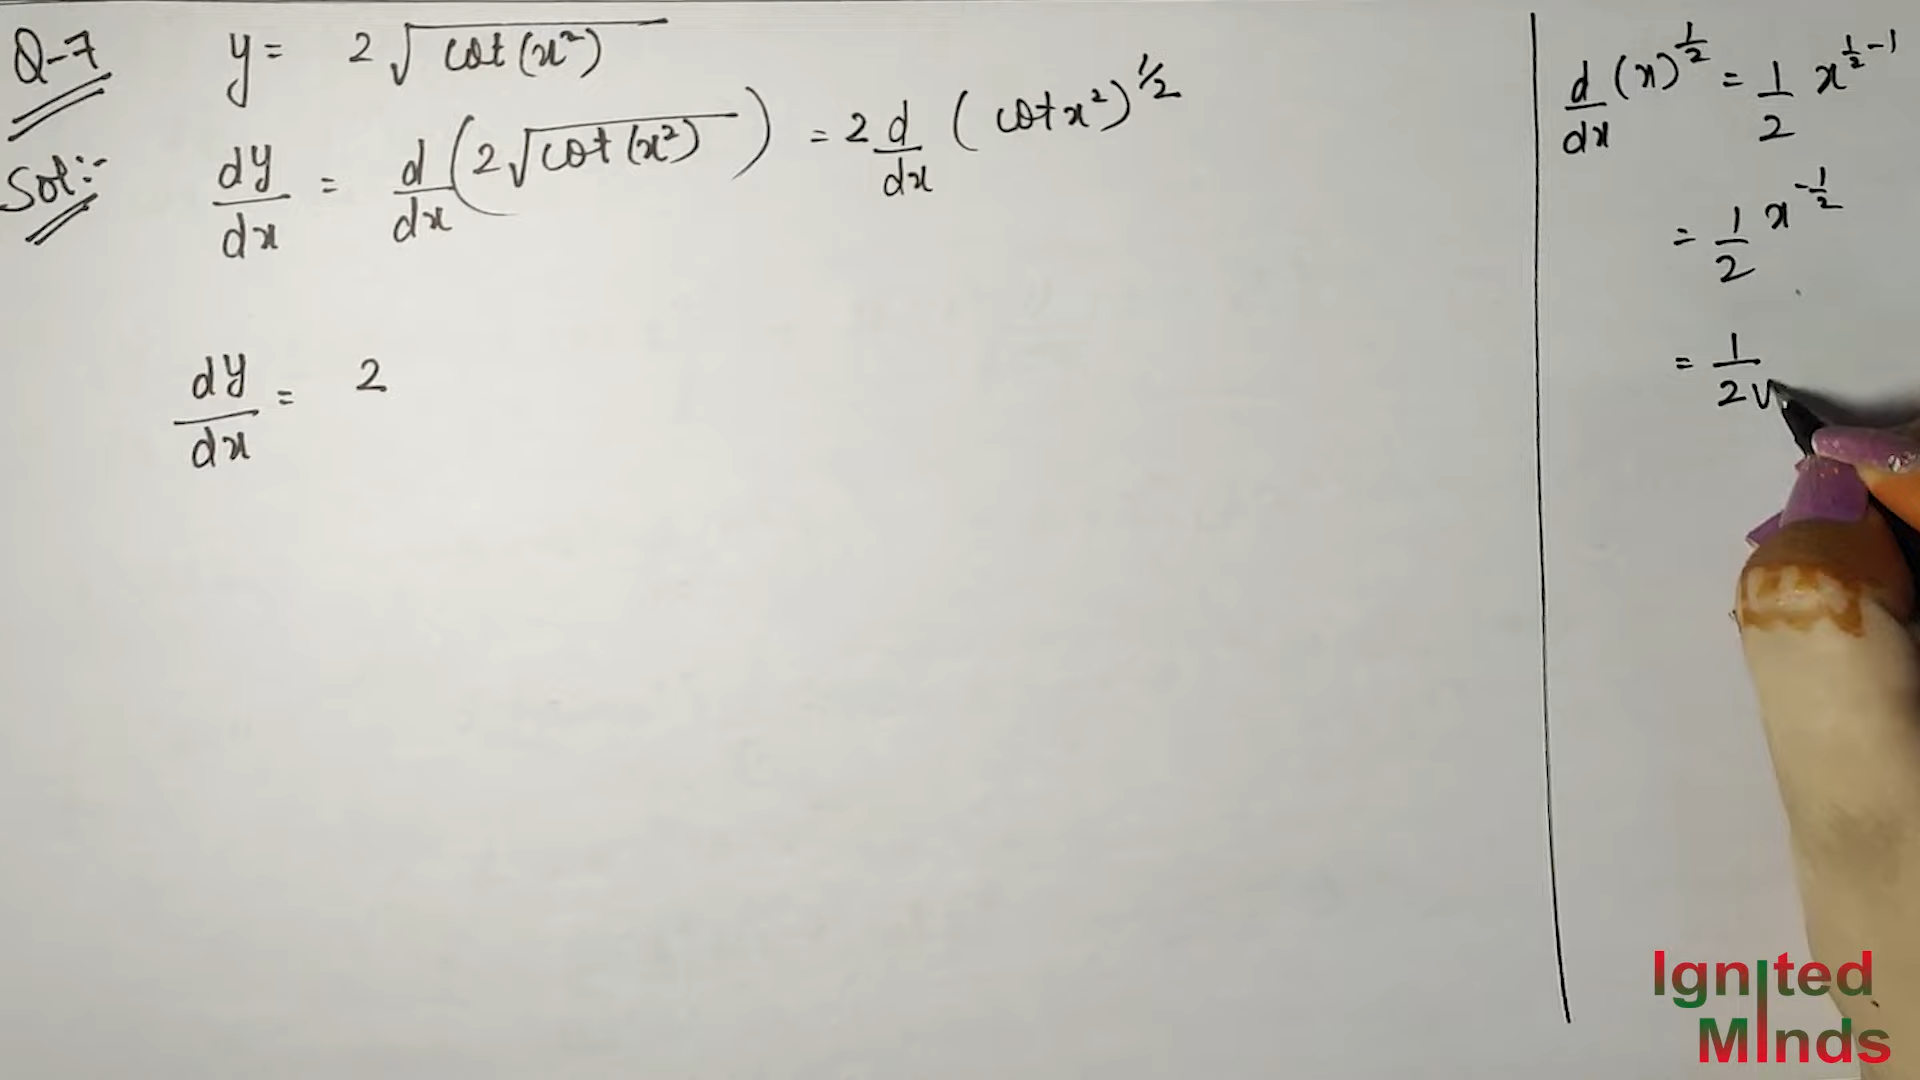 Q-7 y = 2√cot(x²)
Sol:- dy/dx = d/dx (2√cot(x²)) = 2 d/dx (cot x²)^1/2
dy/dx = 2
d/dx (x)^1/2 = 1/2 x^1/2-1
= 1/2 x^-1/2
= 1/2√
Ignited
Minds